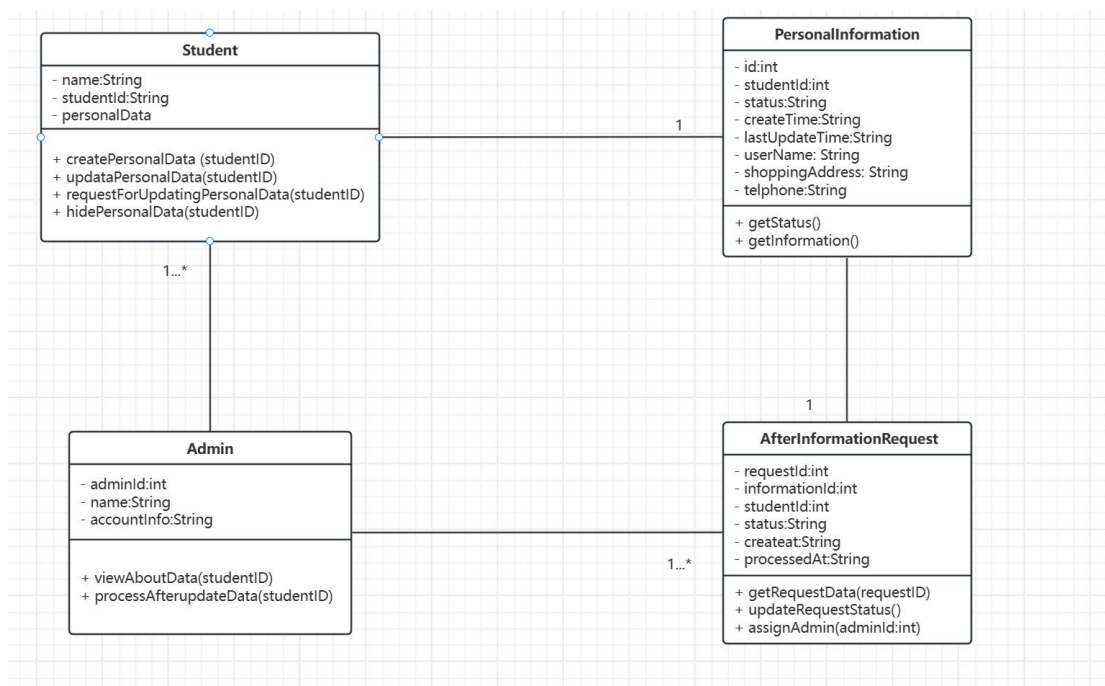 Student
- name:String
- studentId:String
- personalData
+ createPersonalData (studentID)
+ updataPersonalData(studentID)
+ requestForUpdatingPersonalData(studentID)
+ hidePersonalData(studentID)
1
PersonalInformation
- id:int
- studentId:int
- status:String
- createTime:String
- lastUpdateTime:String
- userName: String
- shoppingAddress: String
- telphone:String
+ getStatus()
+ getInformation()
1...*
1
Admin
- adminId:int
- name:String
- accountInfo:String
+ viewAboutData(studentID)
+ processAfterupdateData(studentID)
1...*
AfterInformationRequest
- requestId:int
- informationId:int
- studentId:int
- status:String
- createat:String
- processedAt:String
+ getRequestData(requestID)
+ updateRequestStatus()
+ assignAdmin(adminId:int)